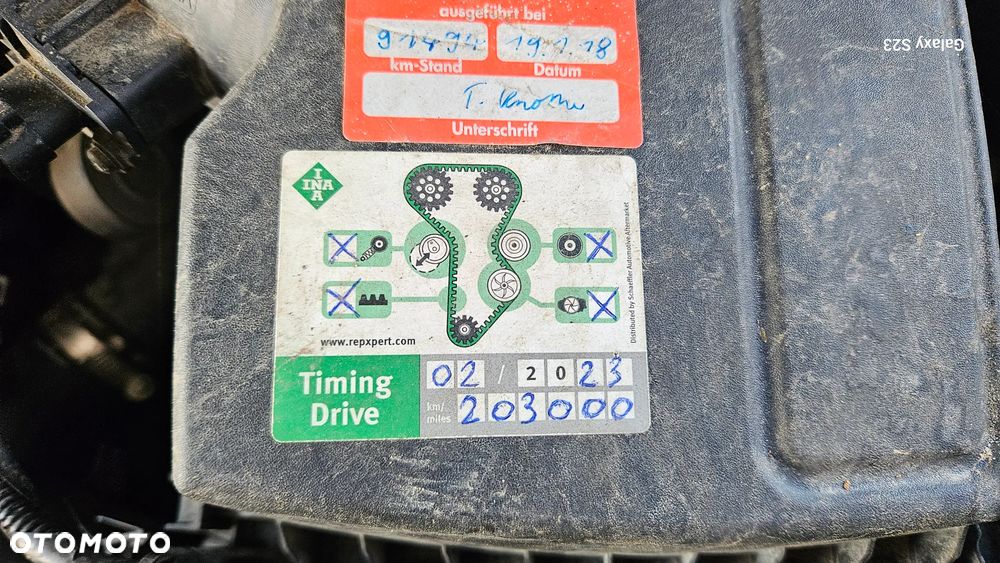 ausgeführt bei
91494 19.1.18
km-Stand Datum
Unterschrift
Galaxy S23
I
INA
A
www.repxpert.com
Distributed by Schaeffler Automotive Aftermarket
Timing
Drive
02 / 2023
km/
miles 203000
OTOMOTO